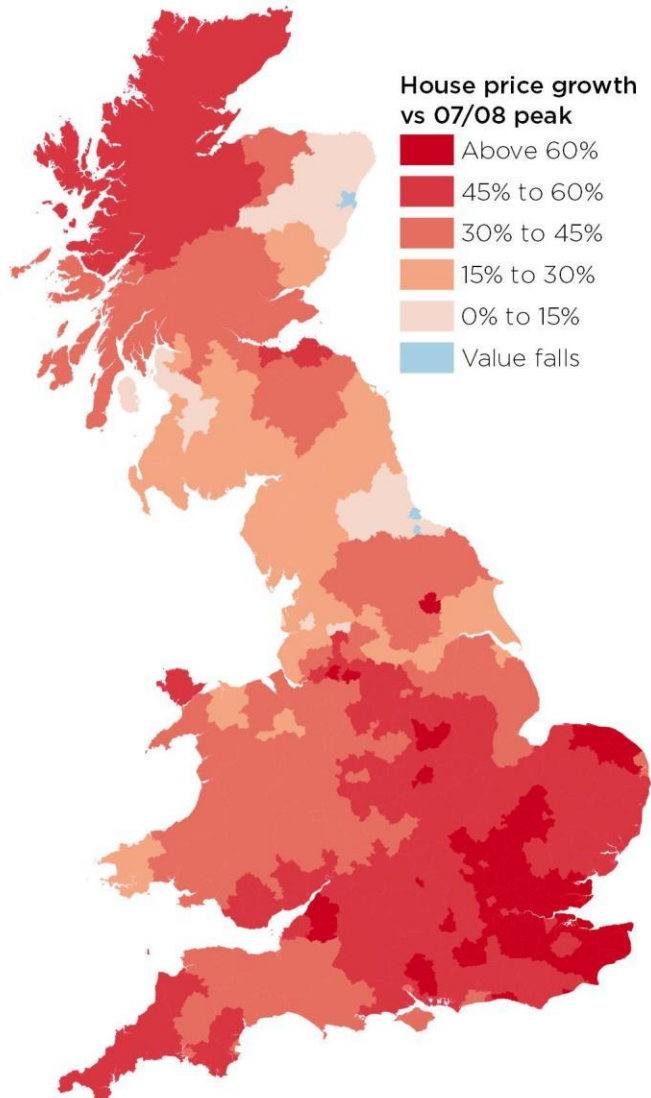 House price growth
vs 07/08 peak
Above 60%
45% to 60%
30% to 45%
15% to 30%
0% to 15%
Value falls